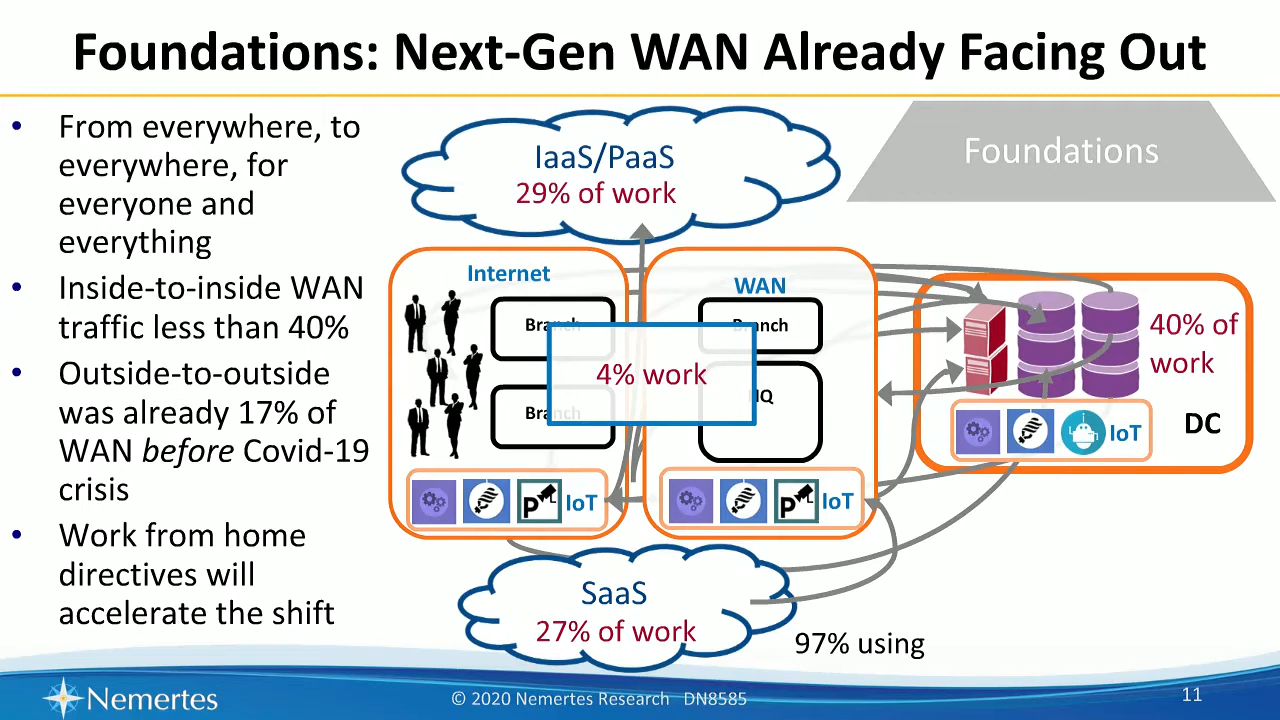 Foundations: Next-Gen WAN Already Facing Out
• From everywhere, to
everywhere, for
everyone and
everything
• Inside-to-inside WAN
traffic less than 40%
• Outside-to-outside
was already 17% of
WAN before Covid-19
crisis
• Work from home
directives will
accelerate the shift
IaaS/PaaS
29% of work
Foundations
Internet
Branch
Branch
IoT
WAN
Branch
HQ
IoT
4% work
40% of
work
IoT
DC
SaaS
27% of work
97% using
Nemertes
© 2020 Nemertes Research DN8585
11